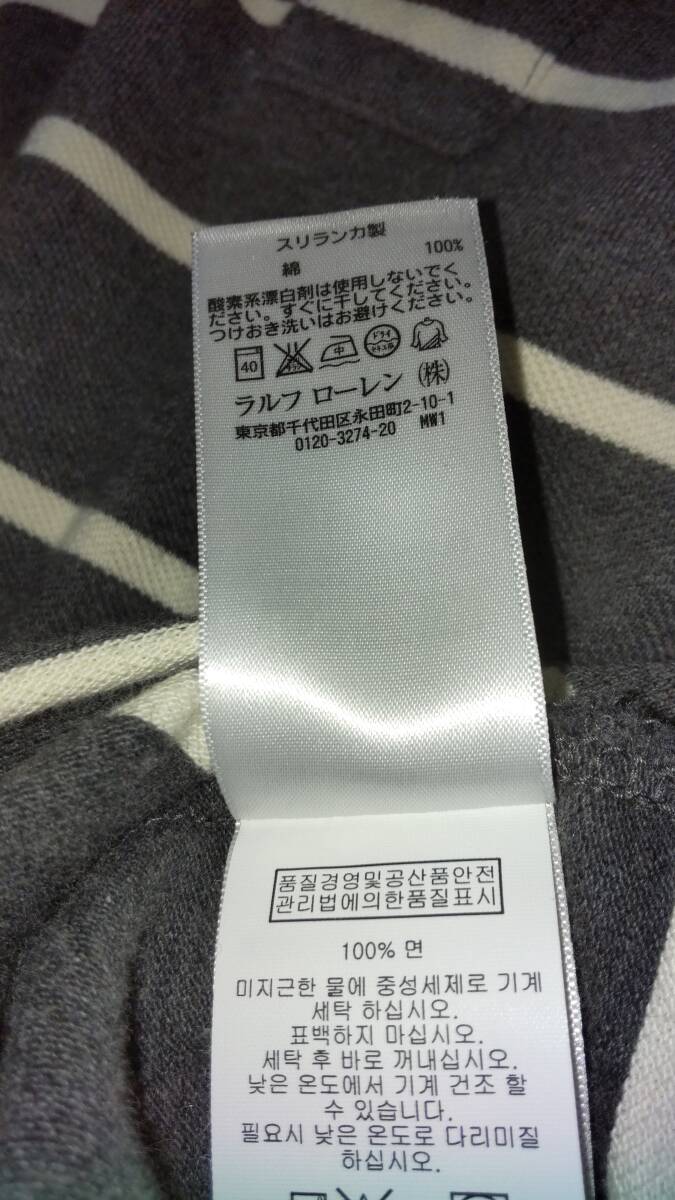 スリランカ製
綿 100%
酸素系漂白剤は使用しないでく
ださい。すぐに干してください。
つけおき洗いはお避けください。
40 中 ドライ
ラルフ ローレン ㈱
東京都千代田区永田町2-10-1
0120-3274-20 MW1
품질경영및공산품안전
관리법에의한품질표시
100% 면
미지근한 물에 중성세제로 기계
세탁 하십시오.
표백하지 마십시오.
세탁 후 바로 꺼내십시오.
낮은 온도에서 기계 건조 할
수 있습니다.
필요시 낮은 온도로 다리미질
하십시오.